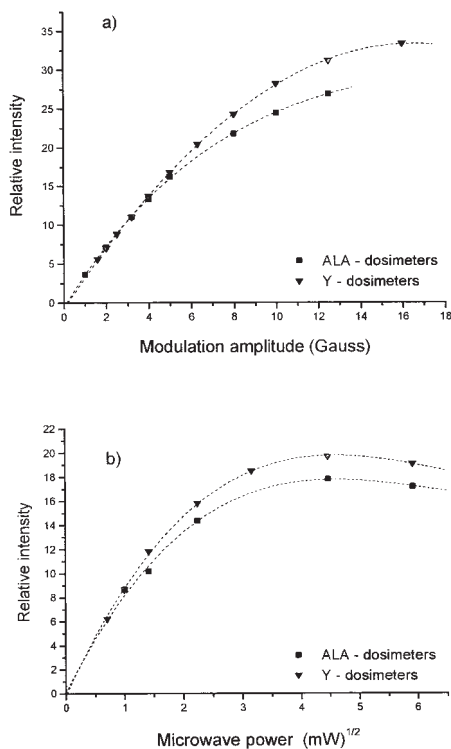 a)
35
30
25
20
15
10
5
0
Relative intensity
ALA - dosimeters
Y - dosimeters
0 2 4 6 8 10 12 14 16 18
Modulation amplitude (Gauss)
b)
22
20
18
16
14
12
10
8
6
4
2
0
Relative intensity
ALA - dosimeters
Y - dosimeters
0 1 2 3 4 5 6
Microwave power (mW)1/2